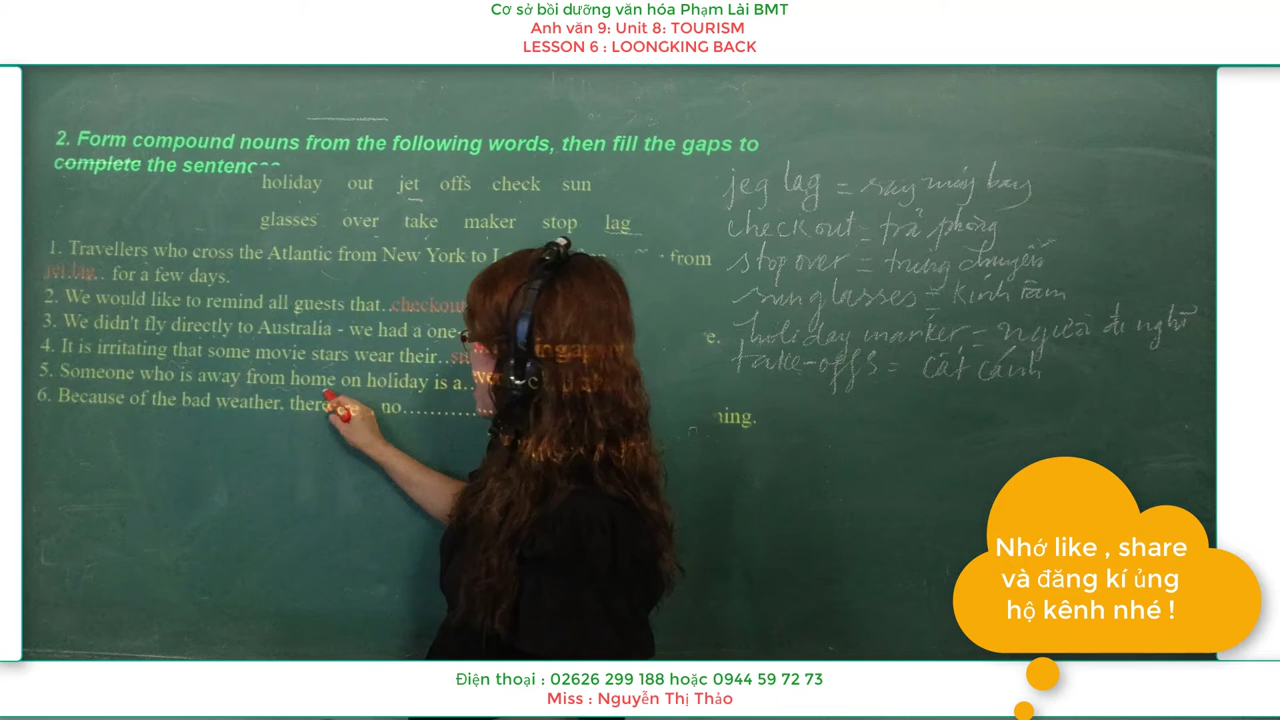 Cơ sở bồi dưỡng văn hóa Phạm Lài BMT
Anh văn 9: Unit 8: TOURISM
LESSON 6 : LOONGKING BACK
2. Form compound nouns from the following words, then fill the gaps to
complete the sentenc
holiday out jet offs check sun
glasses over take maker stop lag
1. Travellers who cross the Atlantic from New York to from
jet lag.. for a few days.
2. We would like to remind all guests that..checkout
3. We didn't fly directly to Australia - we had a one- e.
4. It is irritating that some movie stars wear their..
5. Someone who is away from home on holiday is a..
6. Because of the bad weather, there no............ ning.
jeg lag = say máy bay
checkout = trả phòng
stop over = trung chuyển
sunglasses = kính râm
holiday marker - người đi nghỉ
take-offs = cất cánh
Nhớ like , share
và đăng kí ủng
hộ kênh nhé !
Điện thoại : 02626 299 188 hoặc 0944 59 72 73
Miss : Nguyễn Thị Thảo